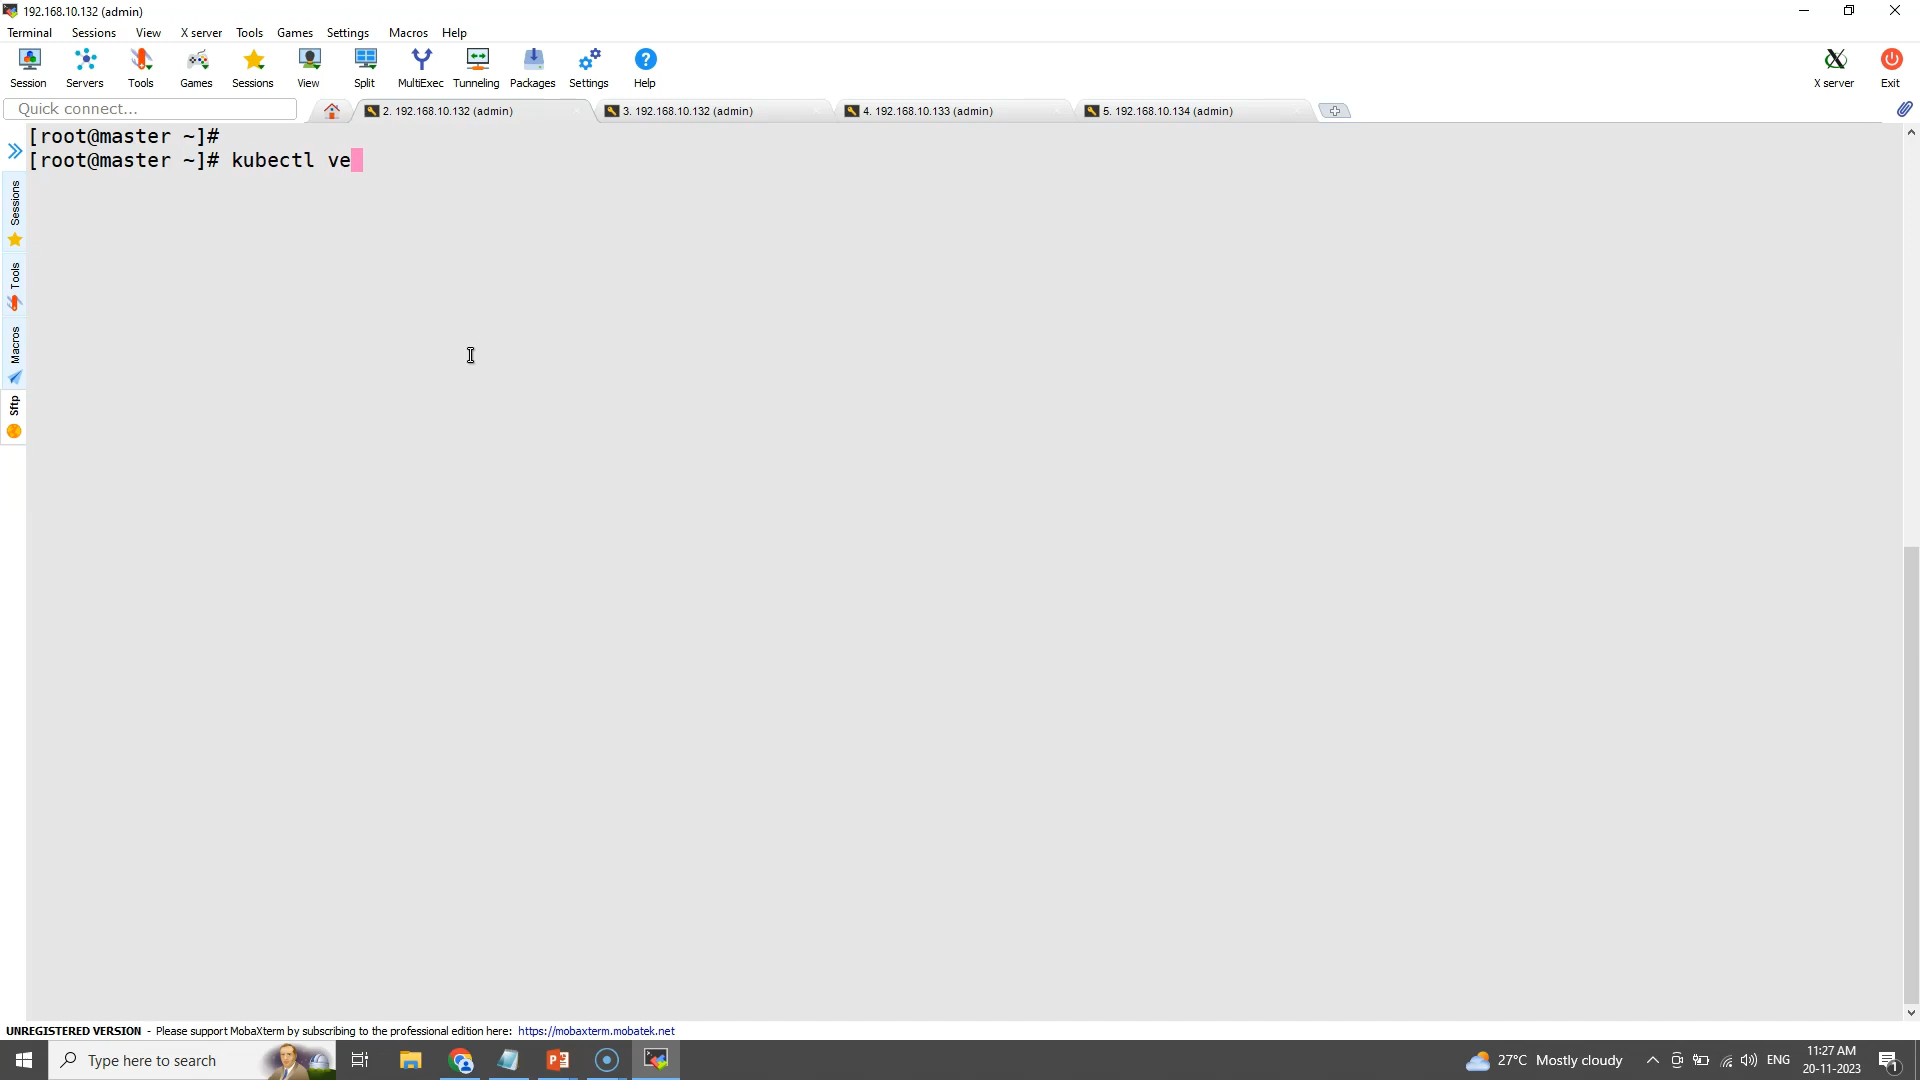 192.168.10.132 (admin)
Terminal Sessions View X server Tools Games Settings Macros Help
Session Servers Tools Games Sessions View Split MultiExec Tunneling Packages Settings Help X server Exit
Quick connect... 2. 192.168.10.132 (admin) 3. 192.168.10.132 (admin) 4. 192.168.10.133 (admin) 5. 192.168.10.134 (admin)
[root@master ~]#
[root@master ~]# kubectl ve
Sessions
Tools
Macros
Sftp
UNREGISTERED VERSION - Please support MobaXterm by subscribing to the professional edition here: https://mobaxterm.mobatek.net
Type here to search 27°C Mostly cloudy ENG 11:27 AM
20-11-2023 1